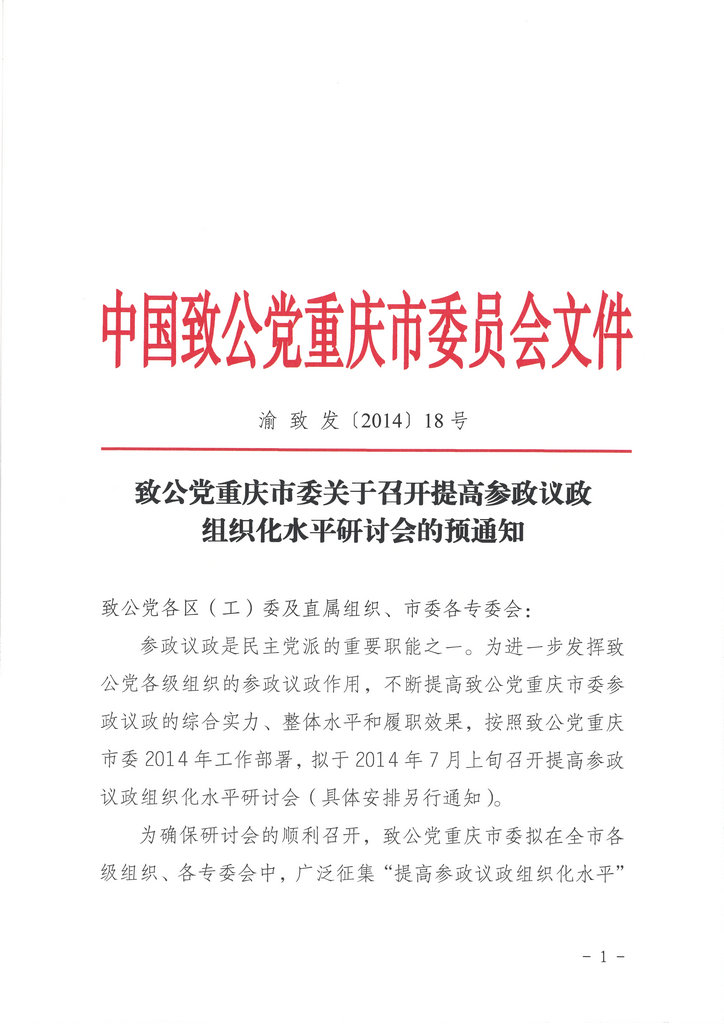 中国致公党重庆市委员会文件
渝 致 发〔2014〕18 号
致公党重庆市委关于召开提高参政议政
组织化水平研讨会的预通知
致公党各区（工）委及直属组织、市委各专委会：
参政议政是民主党派的重要职能之一。为进一步发挥致
公党各级组织的参政议政作用，不断提高致公党重庆市委参
政议政的综合实力、整体水平和履职效果，按照致公党重庆
市委 2014 年工作部署，拟于 2014 年 7 月上旬召开提高参政
议政组织化水平研讨会（具体安排另行通知）。
为确保研讨会的顺利召开，致公党重庆市委拟在全市各
级组织、各专委会中，广泛征集“提高参政议政组织化水平”
- 1 -